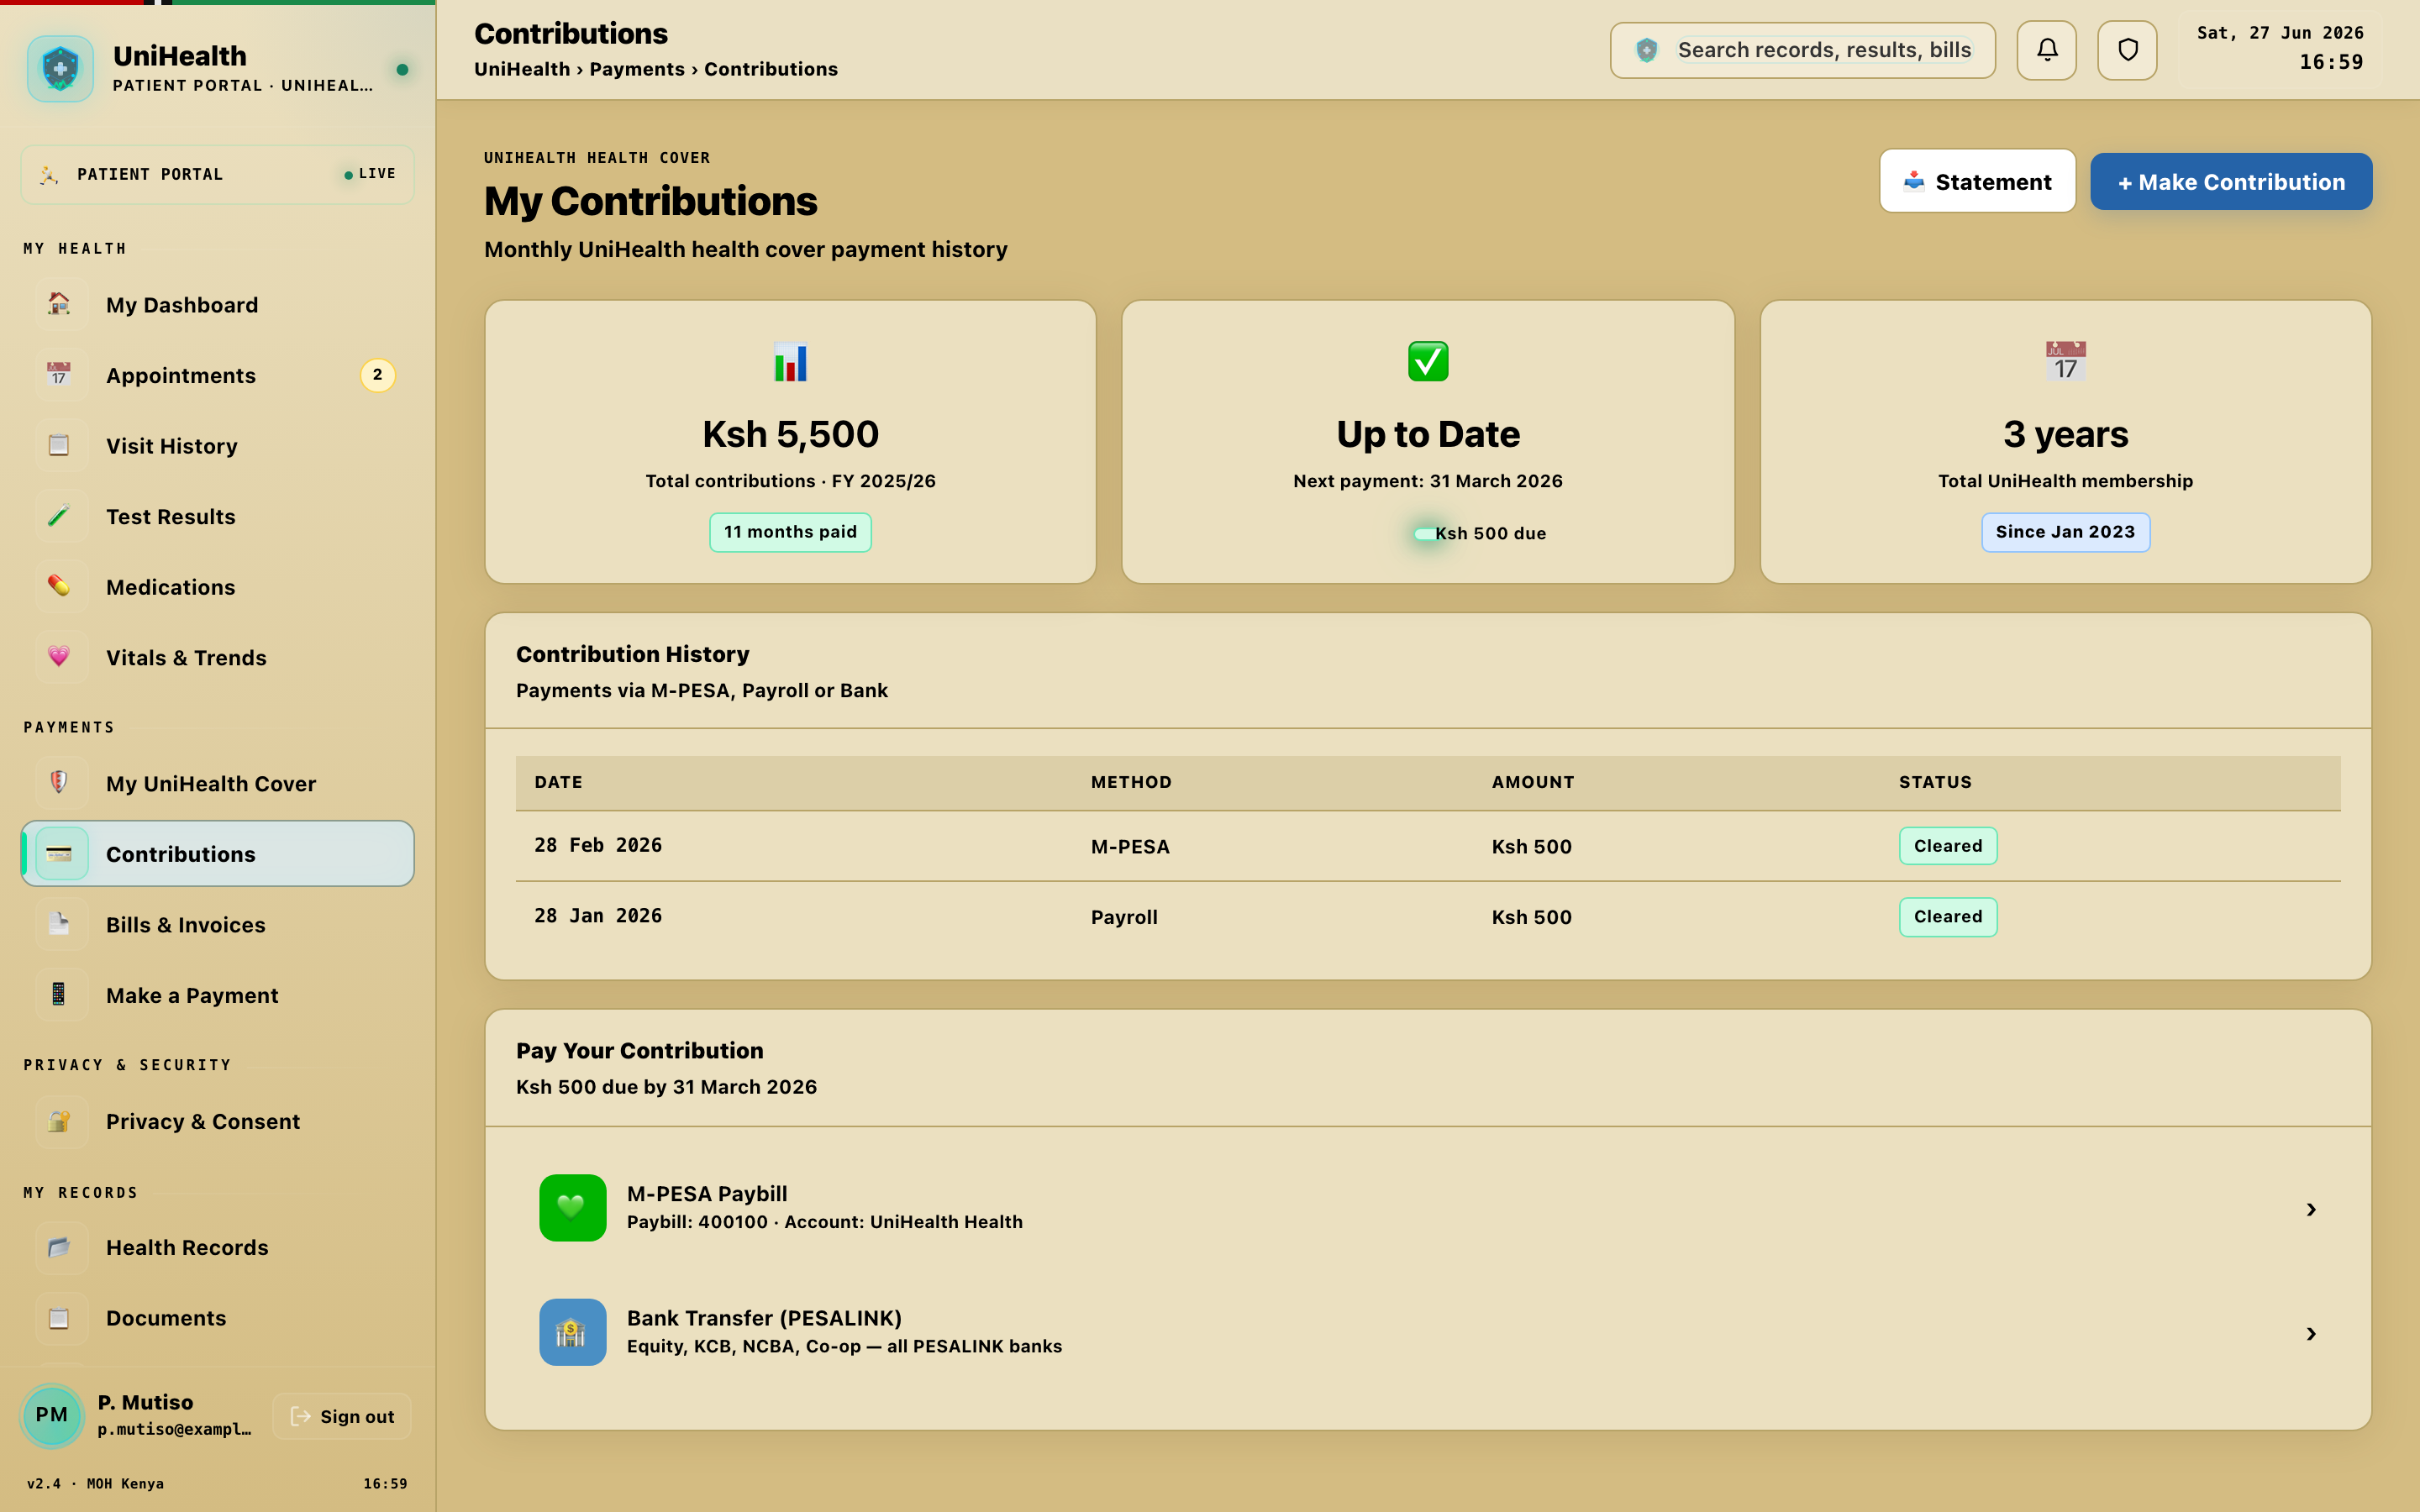 UniHealth
PATIENT PORTAL · UNIHEAL…
PATIENT PORTAL
LIVE
MY HEALTH
My Dashboard
Appointments
2
Visit History
Test Results
Medications
Vitals & Trends
PAYMENTS
My UniHealth Cover
Contributions
Bills & Invoices
Make a Payment
PRIVACY & SECURITY
Privacy & Consent
MY RECORDS
Health Records
Documents
PM
P. Mutiso
p.mutiso@exampl…
Sign out
v2.4 · MOH Kenya
16:59
Contributions
UniHealth › Payments › Contributions
Search records, results, bills
Sat, 27 Jun 2026
16:59
UNIHEALTH HEALTH COVER
My Contributions
Monthly UniHealth health cover payment history
Statement
+ Make Contribution
Ksh 5,500
Total contributions · FY 2025/26
11 months paid
Up to Date
Next payment: 31 March 2026
Ksh 500 due
JUL
17
3 years
Total UniHealth membership
Since Jan 2023
Contribution History
Payments via M-PESA, Payroll or Bank
DATE METHOD AMOUNT STATUS
28 Feb 2026 M-PESA Ksh 500 Cleared
28 Jan 2026 Payroll Ksh 500 Cleared
Pay Your Contribution
Ksh 500 due by 31 March 2026
M-PESA Paybill
Paybill: 400100 · Account: UniHealth Health
›
Bank Transfer (PESALINK)
Equity, KCB, NCBA, Co-op — all PESALINK banks
›